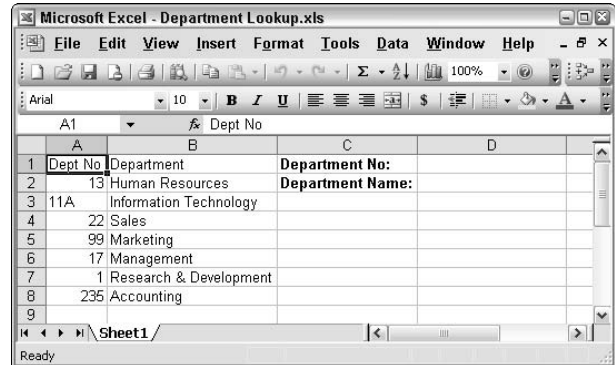 Microsoft Excel - Department Lookup.xls
File Edit View Insert Format Tools Data Window Help
Σ 100%
Arial 10 B I U $ A
A1 fx Dept No
A B C D
1 Dept No Department Department No:
2 13 Human Resources Department Name:
3 11A Information Technology
4 22 Sales
5 99 Marketing
6 17 Management
7 1 Research & Development
8 235 Accounting
9
Sheet1
Ready